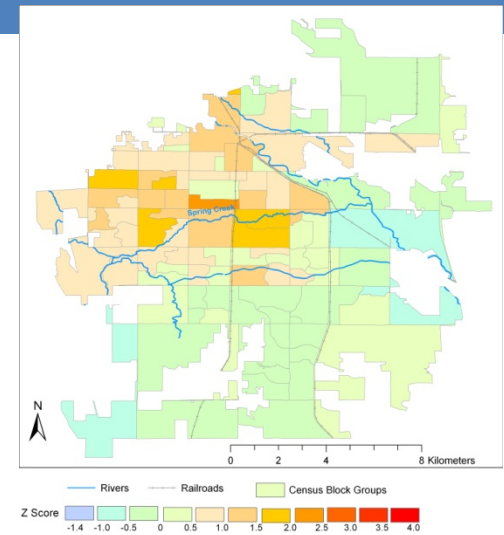 Spring Creek
N
0 2 4 8 Kilometers
Rivers Railroads Census Block Groups
Z Score
-1.4 -1.0 -0.5 0 0.5 1.0 1.5 2.0 2.5 3.0 3.5 4.0